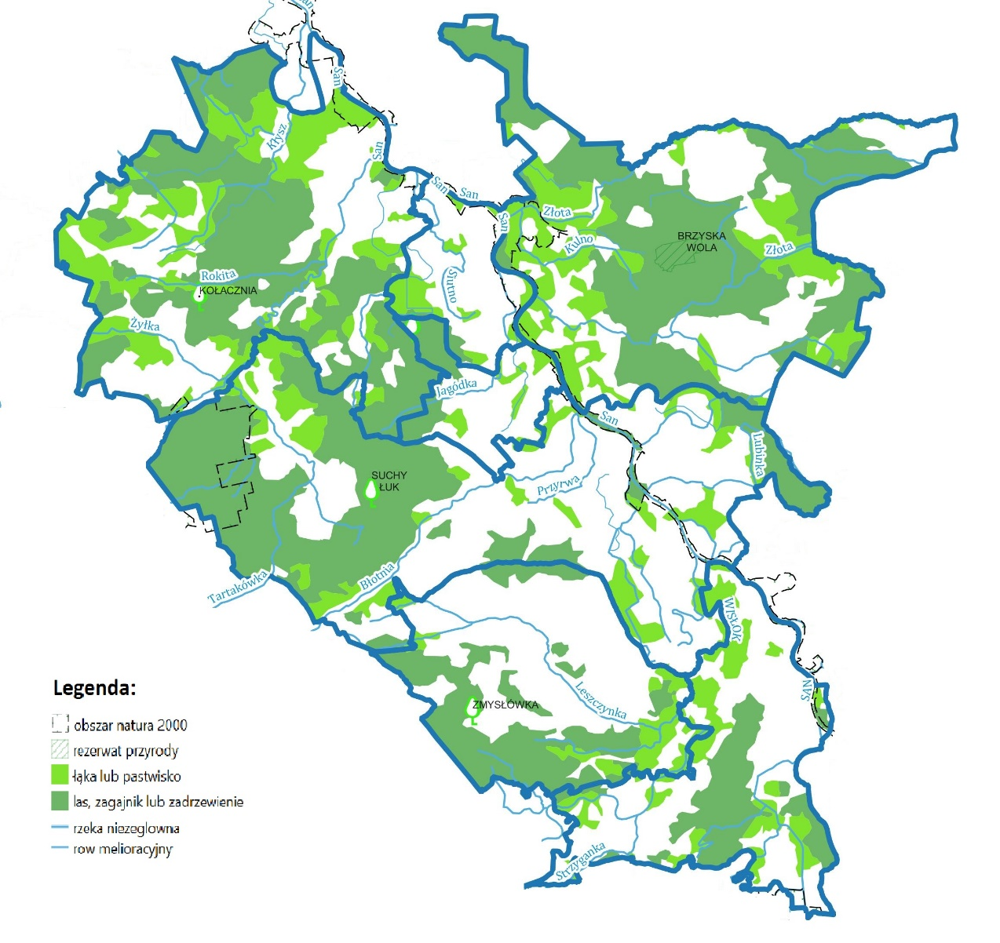 San
San
Kłysz
San
San
San
San
Złota
Kulno
BRZYSKA
WOLA
Złota
Rokita
KOŁACZNIA
Słutno
Żyłka
Jagódka
San
Lubinka
SUCHY
ŁUK
Przyrwa
Błotnia
Tartakówka
WISŁOK
SAN
Leszczynka
ZMYSŁÓWKA
Strzyganka
Legenda:
obszar natura 2000
rezerwat przyrody
łąka lub pastwisko
las, zagajnik lub zadrzewienie
rzeka niezeglowna
row melioracyjny